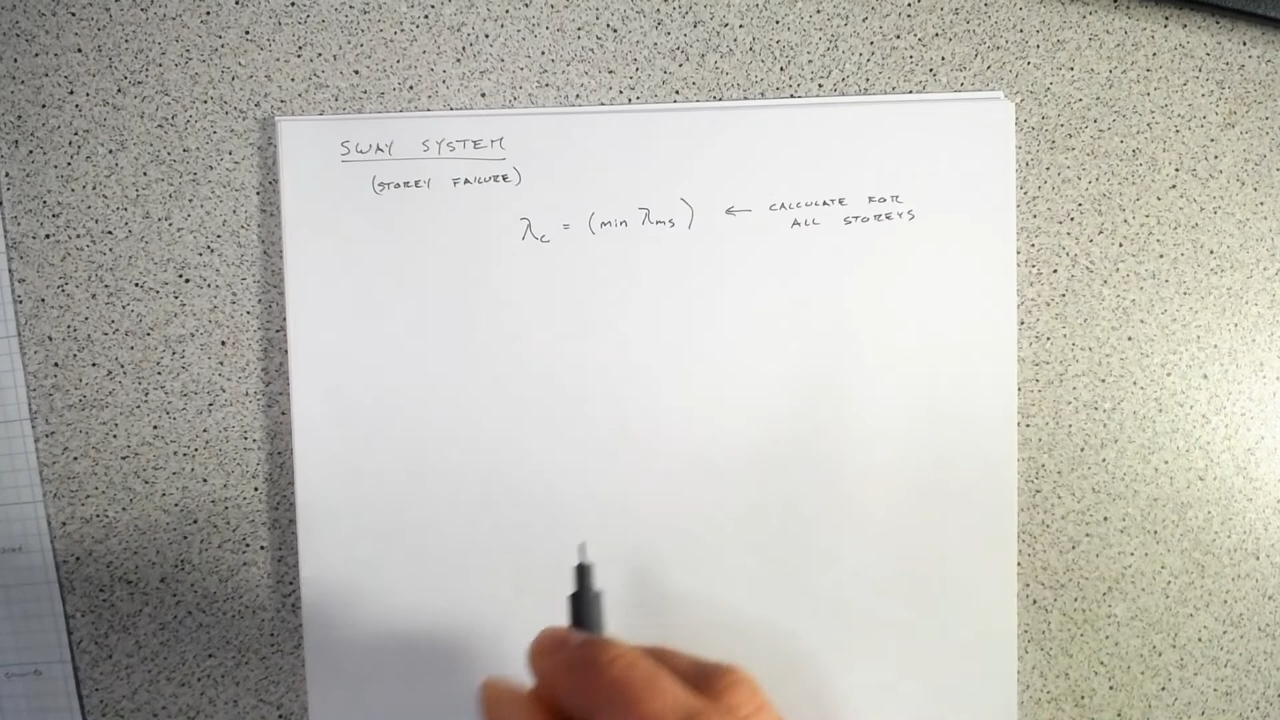 SWAY SYSTEM
(STOREY FAILURE)
λc = (min λms) ← CALCULATE FOR
ALL STOREYS